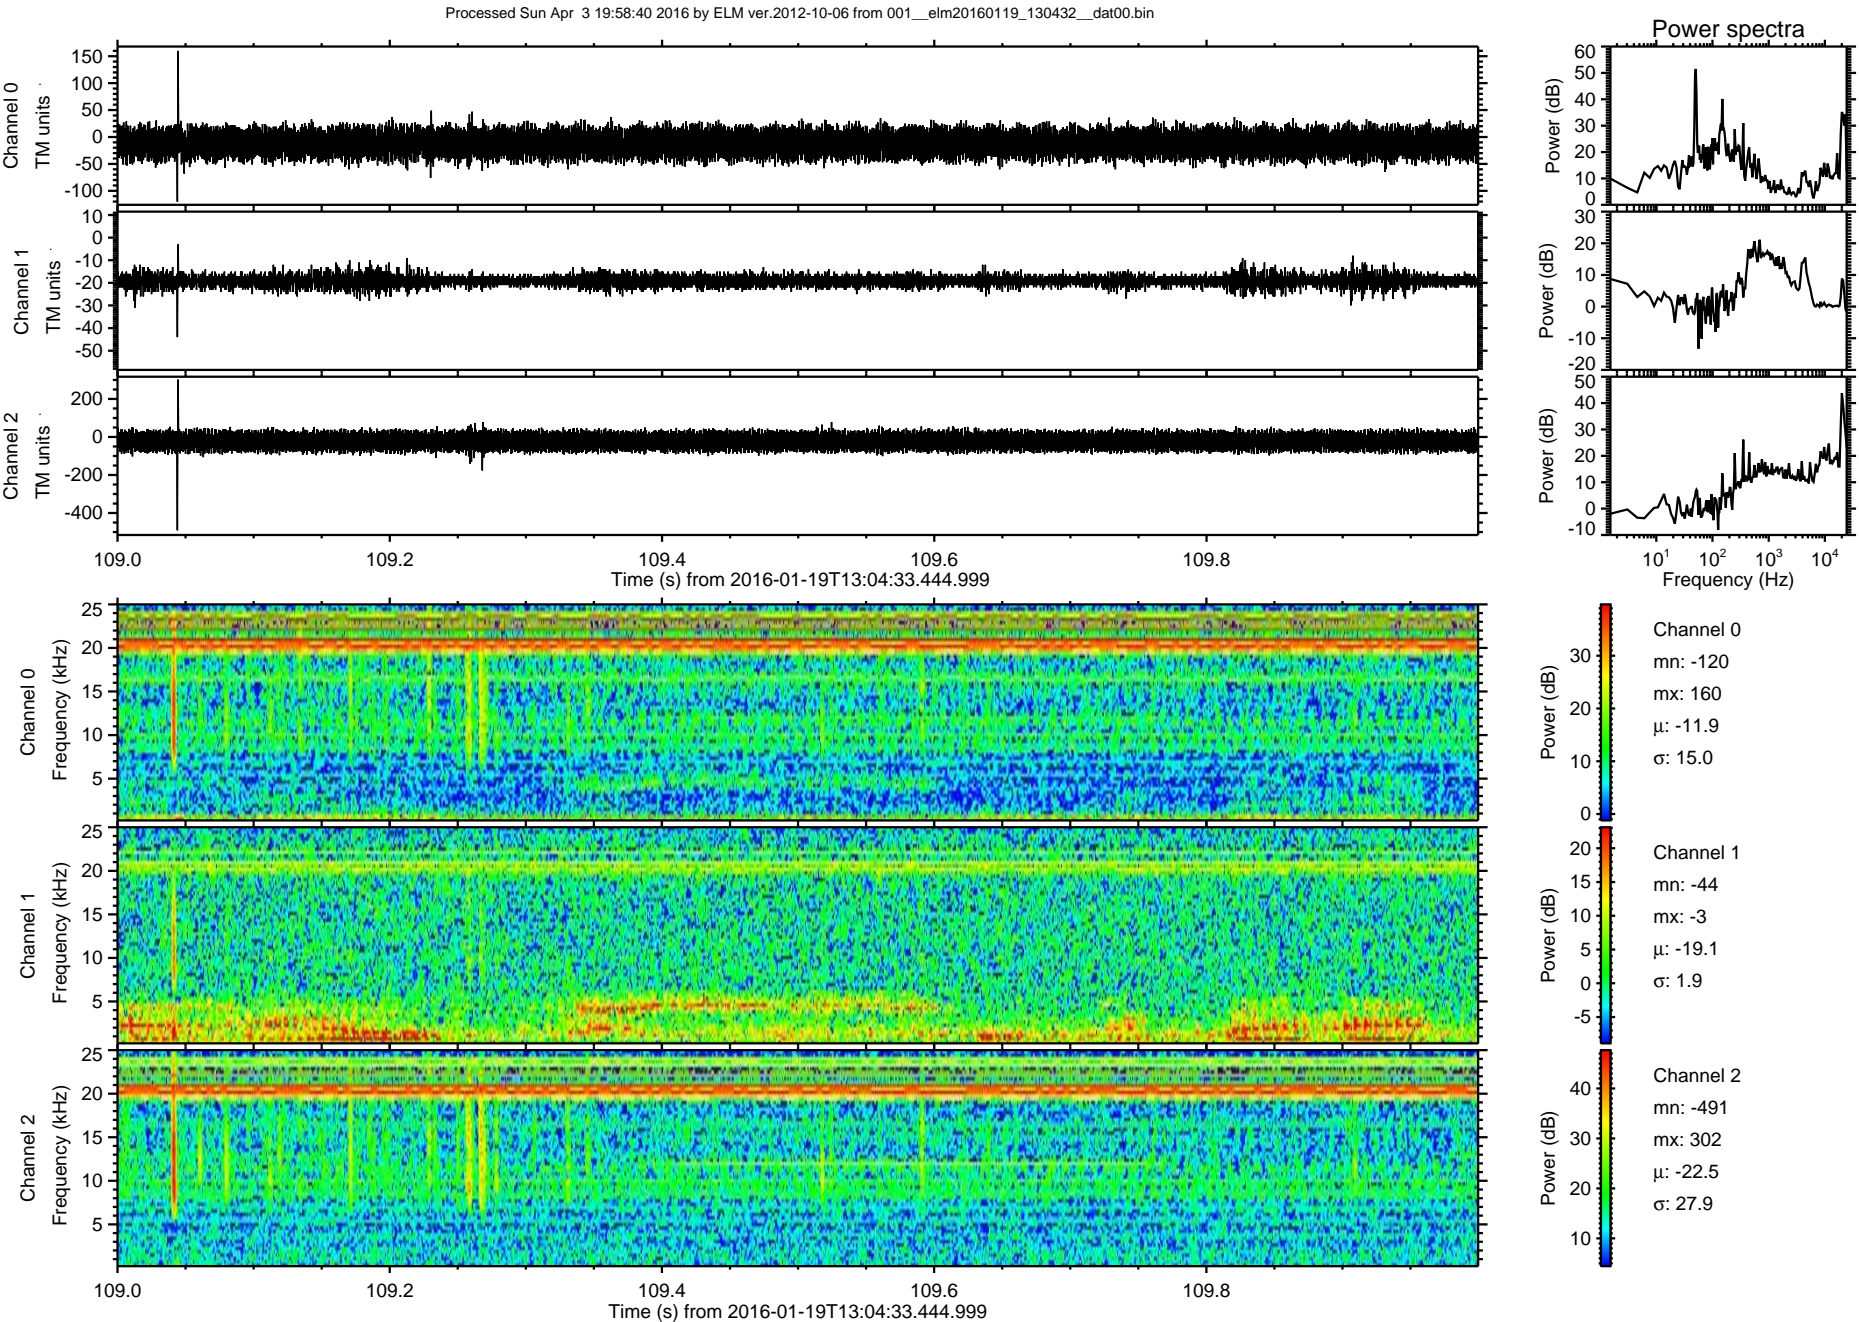 Processed Sun Apr  3 19:58:40 2016 by ELM ver.2012-10-06 from 001__elm20160119_130432__dat00.bin
Power spectra
Channel 0
TM units
150
100
50
0
-50
-100
Power (dB)
60
50
40
30
20
10
0
Channel 1
TM units
10
0
-10
-20
-30
-40
-50
Power (dB)
30
20
10
0
-10
-20
Channel 2
TM units
200
0
-200
-400
Power (dB)
50
40
30
20
10
0
-10
109.0
109.2
109.4
109.6
109.8
Time (s) from 2016-01-19T13:04:33.444.999
10¹
10²
10³
10⁴
Frequency (Hz)
Channel 0
Frequency (kHz)
25
20
15
10
5
Power (dB)
30
20
10
0
Channel 0
mn: -120
mx: 160
μ: -11.9
σ: 15.0
Channel 1
Frequency (kHz)
25
20
15
10
5
Power (dB)
20
15
10
5
0
-5
Channel 1
mn: -44
mx: -3
μ: -19.1
σ: 1.9
Channel 2
Frequency (kHz)
25
20
15
10
5
Power (dB)
40
30
20
10
Channel 2
mn: -491
mx: 302
μ: -22.5
σ: 27.9
109.0
109.2
109.4
109.6
109.8
Time (s) from 2016-01-19T13:04:33.444.999